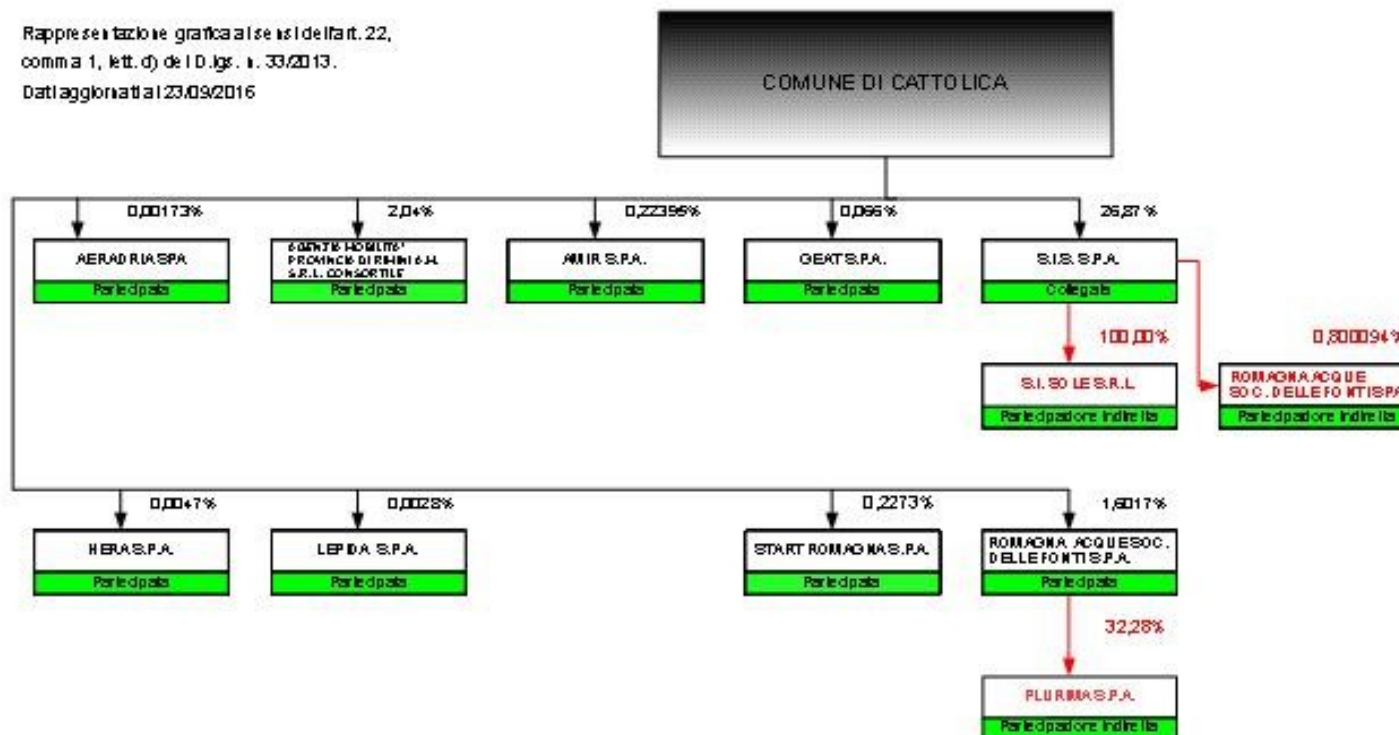 Rappresentazione grafica ai sensi dell'art. 22,
comma 1, lett. d) del D.lgs. n. 33/2013.
Dati aggiornati al 23/09/2016
COMUNE DI CATTOLICA
0,00173%
2,04%
0,22395%
0,066%
26,87%
AERADRIA SPA
AGENZIA MOBILITA'
PROVINCIA DI RIMINI A.M.
S.R.L. CONSORTILE
AMIR S.P.A.
GEAT S.P.A.
S.I.S. S.P.A.
Partecipata
Partecipata
Partecipata
Partecipata
Collegata
100,00%
0,800094%
S.I. SOLE S.R.L
ROMAGNA ACQUE
SOC. DELLE FONTI SPA
Partecipazione indiretta
Partecipazione indiretta
0,0047%
0,0028%
0,2273%
1,6017%
HERA S.P.A.
LEPIDA S.P.A.
START ROMAGNA S.P.A.
ROMAGNA ACQUE SOC.
DELLE FONTI S.P.A.
Partecipata
Partecipata
Partecipata
Partecipata
32,28%
PLURIMA S.P.A.
Partecipazione indiretta